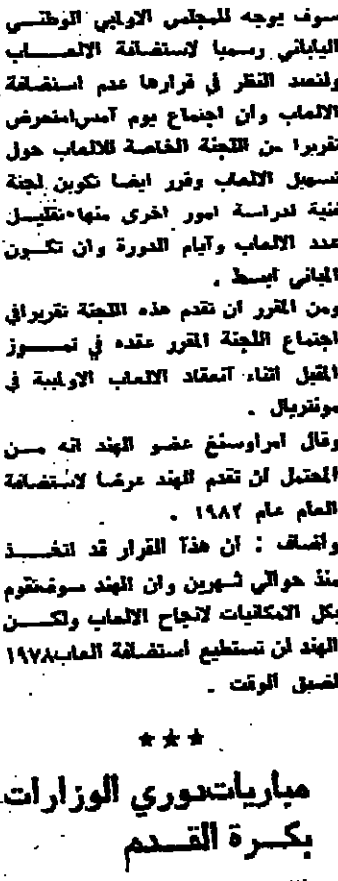 سوف يوجه للمجلس الاولمبي الوطني
الياباني رسميا لاستضافة الالعاب
ولتعيد النظر في قرارها عدم استضافة
الالعاب وان اجتماع يوم أمس استعرض
تقريرا من اللجنة الخاصة للالعاب حول
تسهيل الالعاب وقرر ايضا تكوين لجنة
فنية لدراسة امور اخرى منها تقليل
عدد الالعاب وأيام الدورة وان تكون
المباني ابسط .
ومن المقرر ان تقدم هذه اللجنة تقريرا في
اجتماع اللجنة المقرر عقده في تموز
المقبل اثناء انعقاد الالعاب الاولمبية في
مونتريال .
وقال امراوسنغ عضو الهند انه من
المحتمل ان تقدم الهند عرضا لاستضافة
العام عام ١٩٨٢ .
واضاف : ان هذا القرار قد اتخذ
منذ حوالي شهرين وان الهند سوف تقوم
بكل الامكانيات لانجاح الالعاب ولكن
الهند لن تستطيع استضافة العاب ١٩٧٨
لضيق الوقت .
★★★
مباريات دوري الوزارات
بكرة القدم